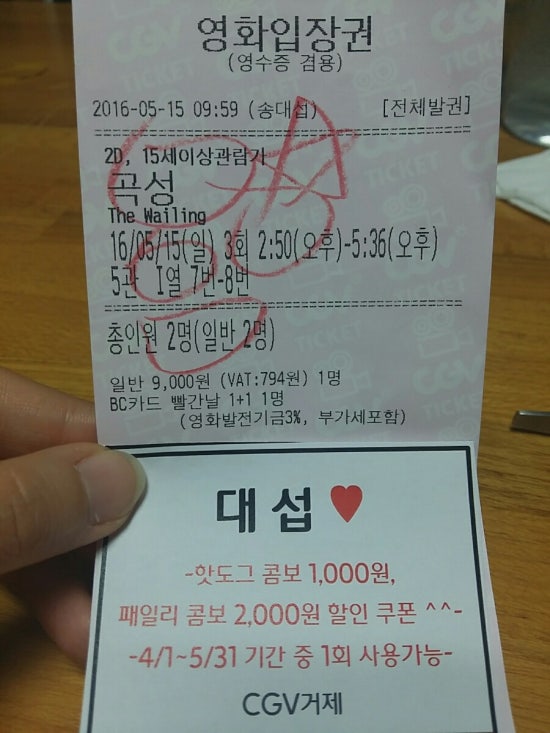 영화입장권
(영수증 겸용)
2016-05-15 09:59 (송대섭) [전체발권]
2D, 15세이상관람가
곡성
The Wailing
16/05/15(일) 3회 2:50(오후)-5:36(오후)
5관 I열 7번-8번
총인원 2명(일반 2명)
일반 9,000원 (VAT:794원) 1명
BC카드 빨간날 1+1 1명
(영화발전기금3%, 부가세포함)
대섭♥
-핫도그 콤보 1,000원,
패밀리 콤보 2,000원 할인 쿠폰 ^^-
-4/1~5/31 기간 중 1회 사용가능-
CGV거제